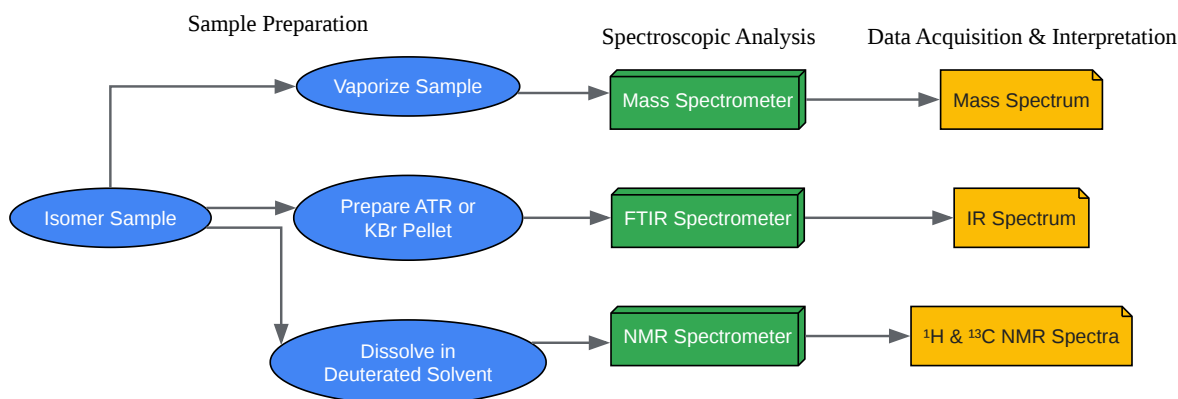 Sample Preparation
Spectroscopic Analysis
Data Acquisition & Interpretation
Vaporize Sample
Mass Spectrometer
Mass Spectrum
Isomer Sample
Prepare ATR or
KBr Pellet
FTIR Spectrometer
IR Spectrum
Dissolve in
Deuterated Solvent
NMR Spectrometer
¹H & ¹³C NMR Spectra